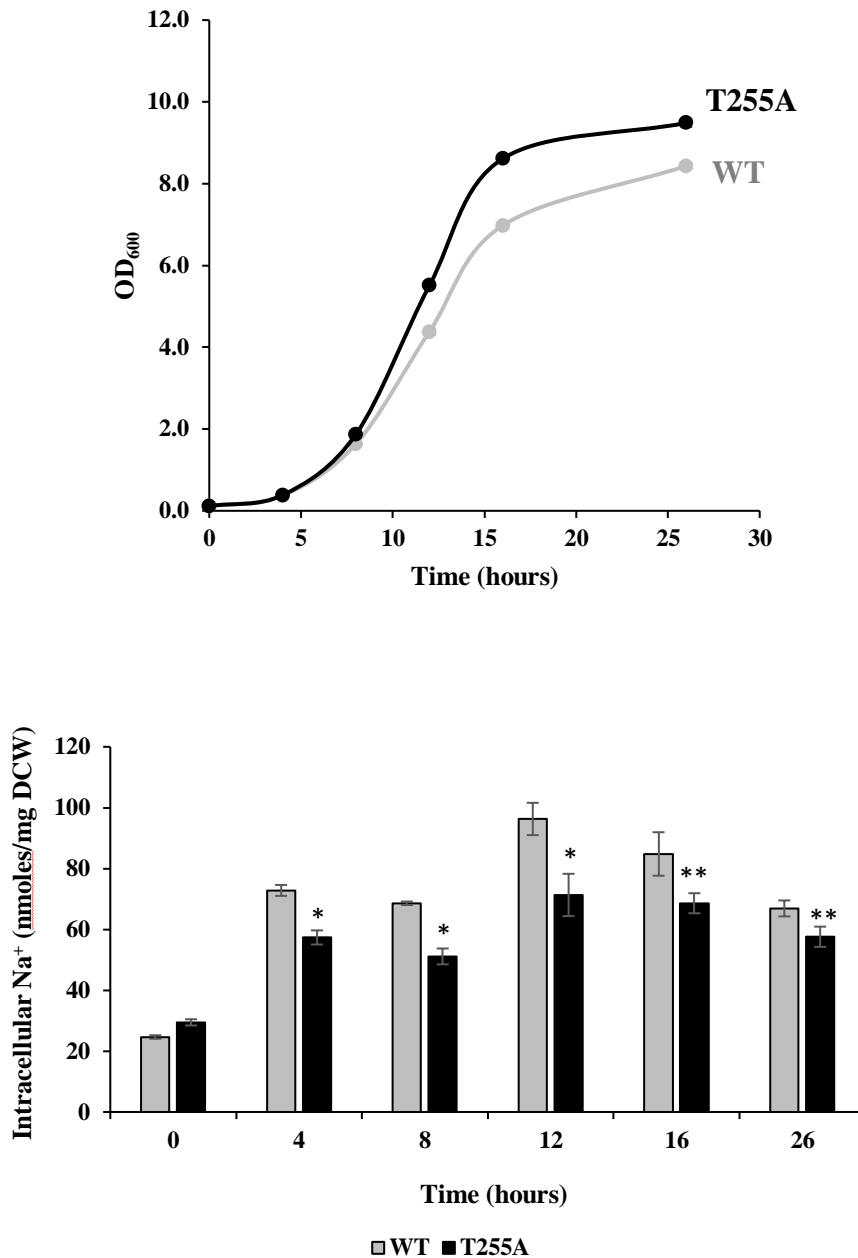 12.0
10.0
8.0
6.0
4.0
2.0
0.0
OD600
T255A
WT
0 5 10 15 20 25 30
Time (hours)
Intracellular Na+ (nmoles/mg DCW)
120
100
80
60
40
20
0
* * * ** **
0 4 8 12 16 26
Time (hours)
WT T255A